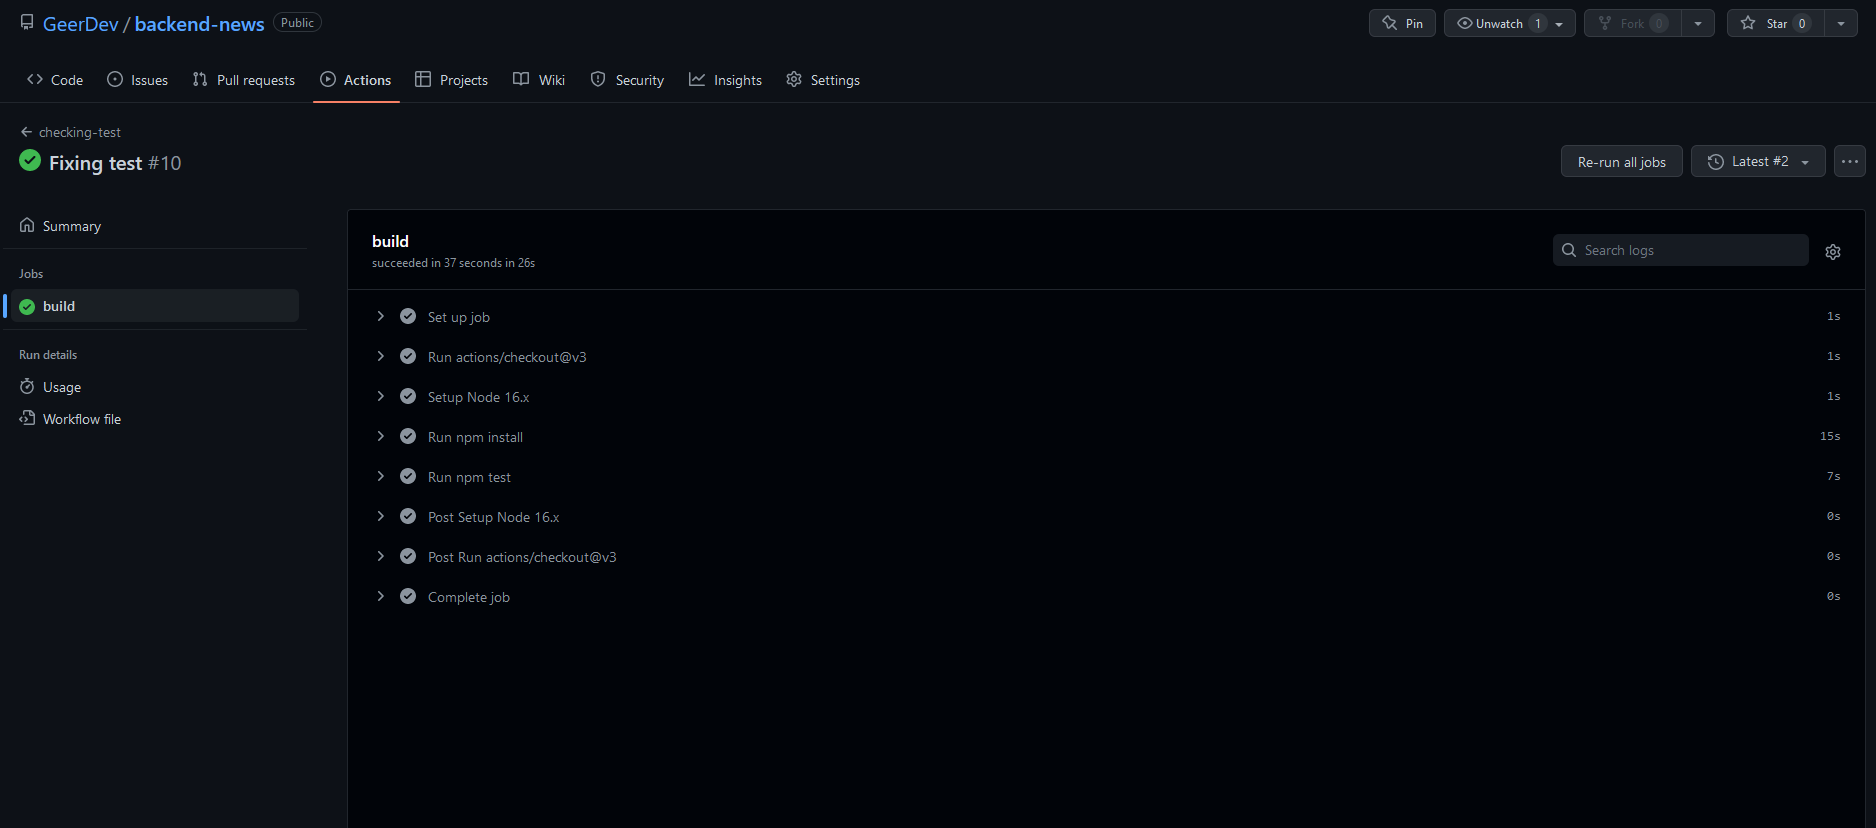 GeerDev / backend-news Public
Pin Unwatch 1 Fork 0 Star 0
Code Issues Pull requests Actions Projects Wiki Security Insights Settings
checking-test
Fixing test #10
Re-run all jobs Latest #2
Summary
Jobs
build
Run details
Usage
Workflow file
build
succeeded in 37 seconds in 26s
Search logs
Set up job 1s
Run actions/checkout@v3 1s
Setup Node 16.x 1s
Run npm install 15s
Run npm test 7s
Post Setup Node 16.x 0s
Post Run actions/checkout@v3 0s
Complete job 0s